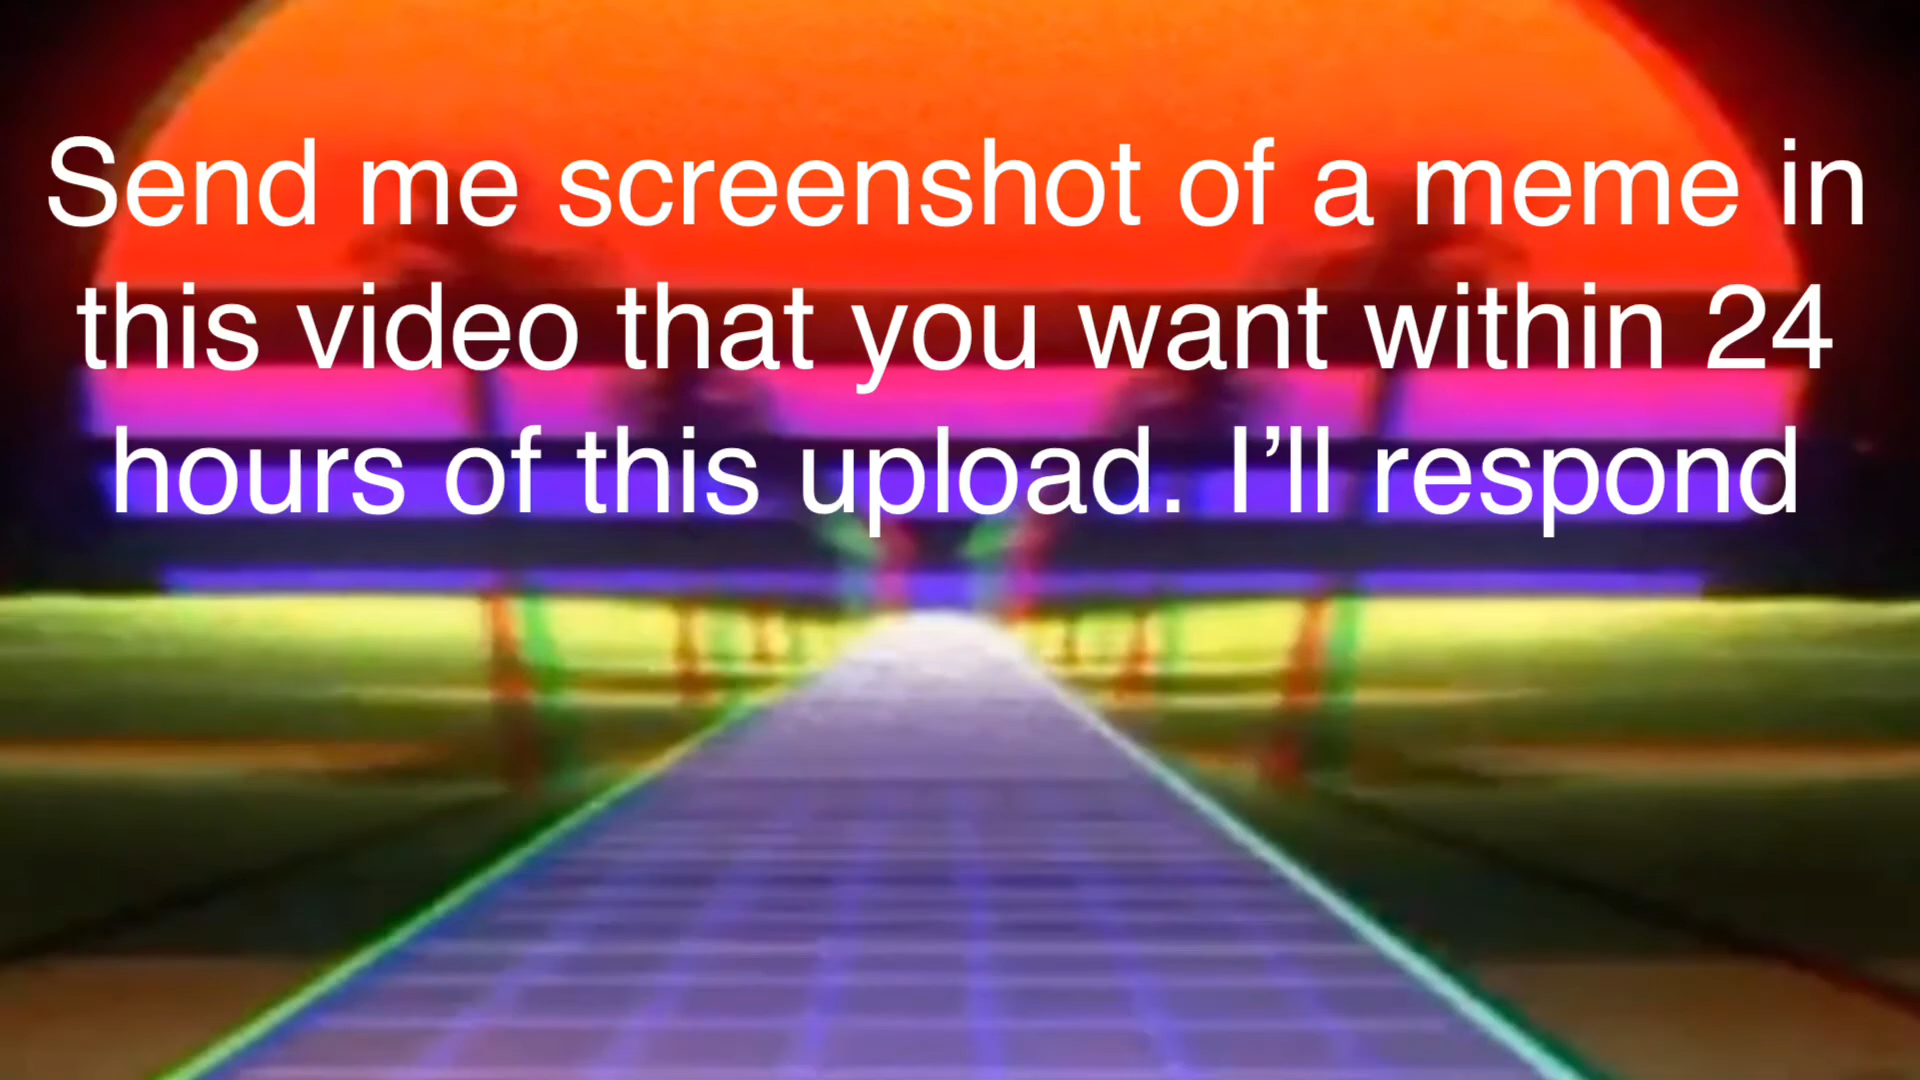 Send me screenshot of a meme in
this video that you want within 24
hours of this upload. I’ll respond